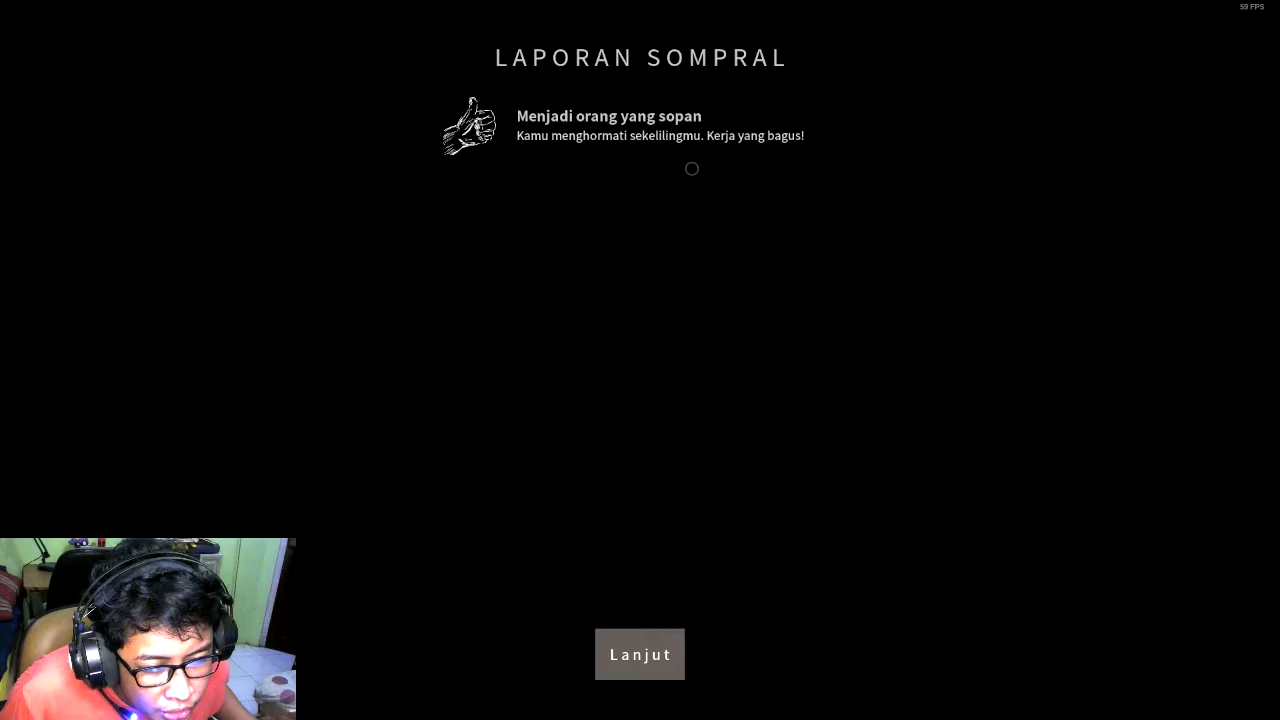 59 FPS
LAPORAN SOMPRAL
Menjadi orang yang sopan
Kamu menghormati sekelilingmu. Kerja yang bagus!
Lanjut